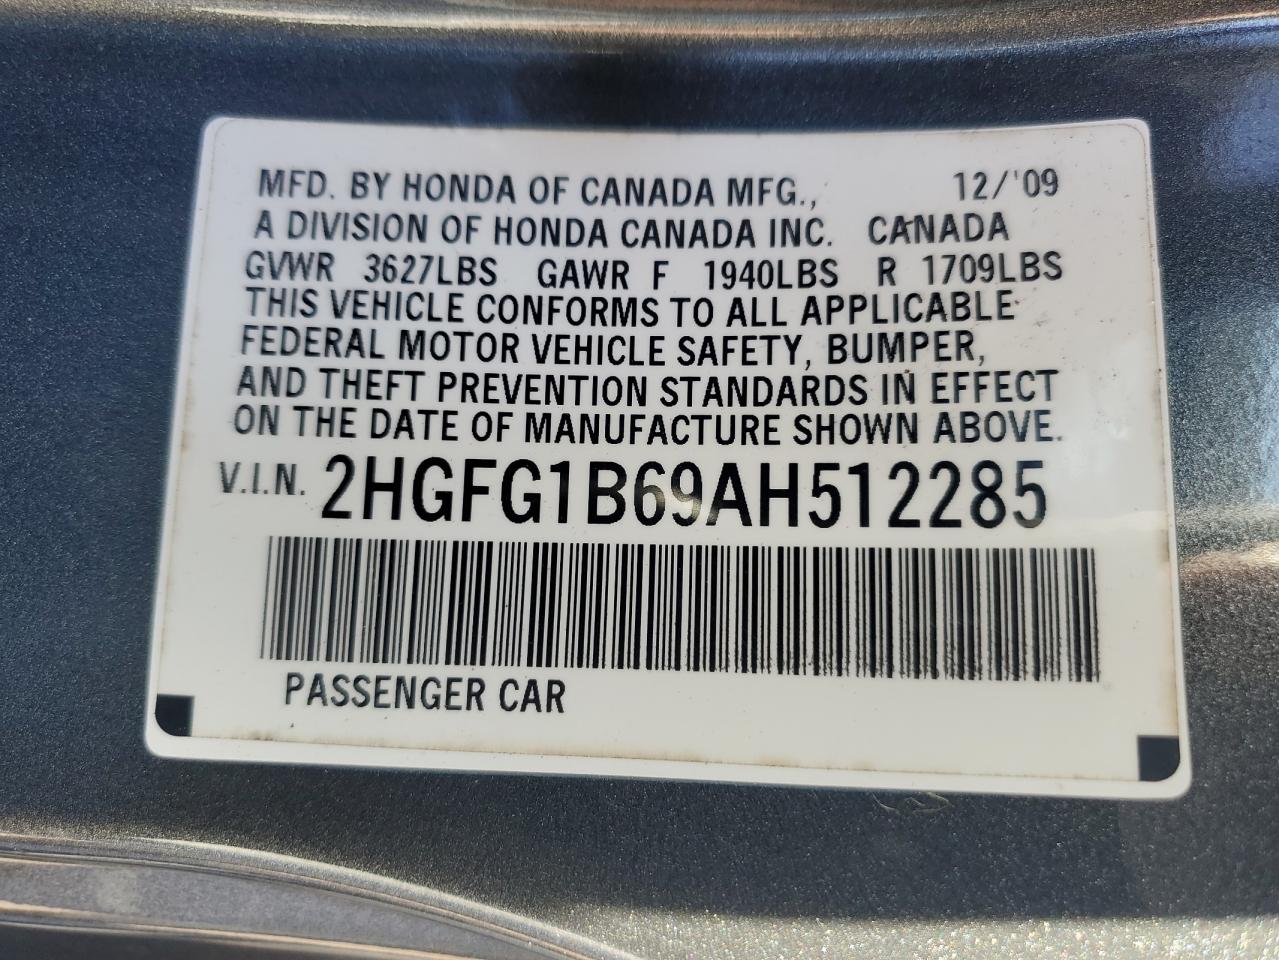 MFD. BY HONDA OF CANADA MFG., 12/'09
A DIVISION OF HONDA CANADA INC. CANADA
GVWR 3627LBS GAWR F 1940LBS R 1709LBS
THIS VEHICLE CONFORMS TO ALL APPLICABLE
FEDERAL MOTOR VEHICLE SAFETY, BUMPER,
AND THEFT PREVENTION STANDARDS IN EFFECT
ON THE DATE OF MANUFACTURE SHOWN ABOVE.
V.I.N. 2HGFG1B69AH512285
PASSENGER CAR